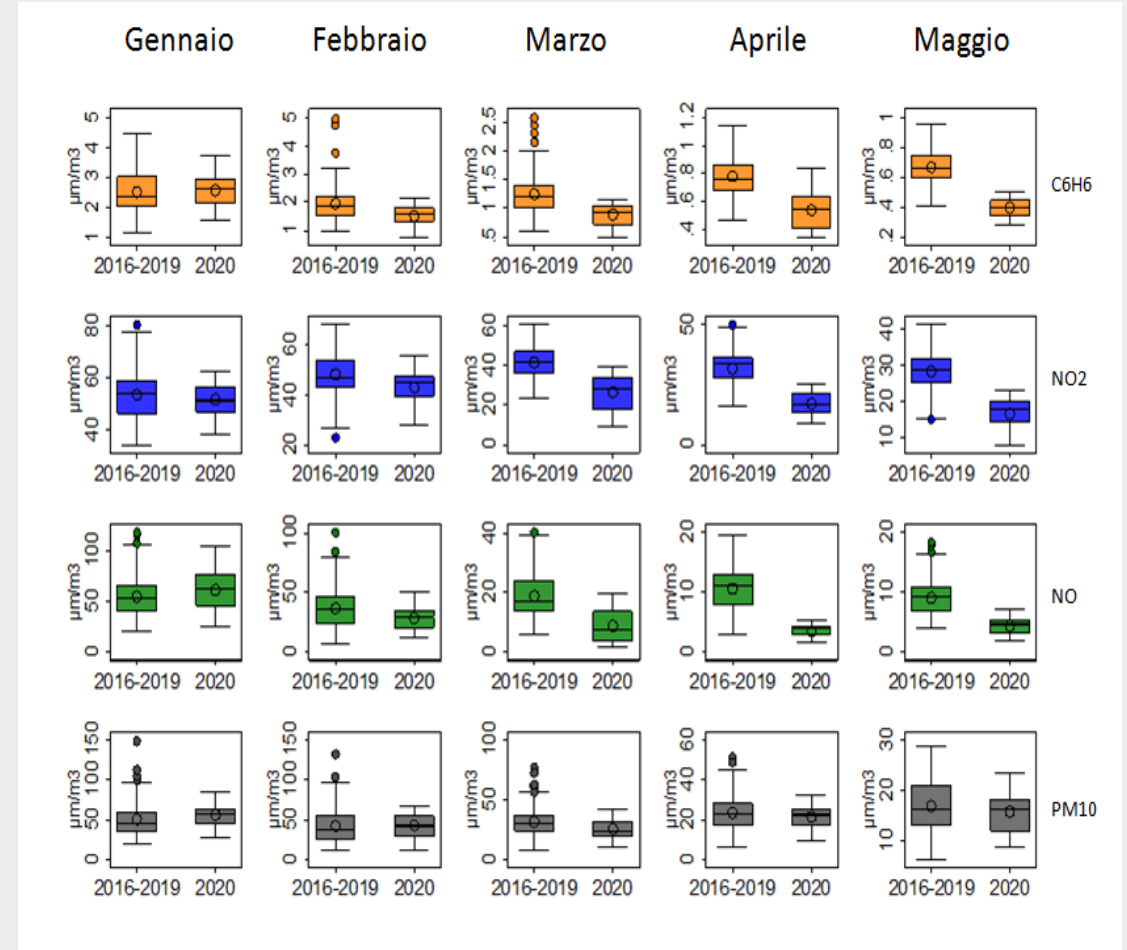 Gennaio Febbraio Marzo Aprile Maggio
5 4 3 2 1 µm/m3 2016-2019 2020
5 4 3 2 1 µm/m3 2016-2019 2020
2.5 2 1.5 1 .5 µm/m3 2016-2019 2020
1.2 1 .8 .6 .4 µm/m3 2016-2019 2020
1 .8 .6 .4 .2 µm/m3 2016-2019 2020
C6H6
80 60 40 µm/m3 2016-2019 2020
60 40 20 µm/m3 2016-2019 2020
60 40 20 0 µm/m3 2016-2019 2020
50 0 µm/m3 2016-2019 2020
40 30 20 10 µm/m3 2016-2019 2020
NO2
100 50 0 µm/m3 2016-2019 2020
100 50 0 µm/m3 2016-2019 2020
40 20 0 µm/m3 2016-2019 2020
20 10 0 µm/m3 2016-2019 2020
20 10 0 µm/m3 2016-2019 2020
NO
150 100 50 0 µm/m3 2016-2019 2020
150 100 50 0 µm/m3 2016-2019 2020
100 50 0 µm/m3 2016-2019 2020
60 40 20 0 µm/m3 2016-2019 2020
30 20 10 µm/m3 2016-2019 2020
PM10